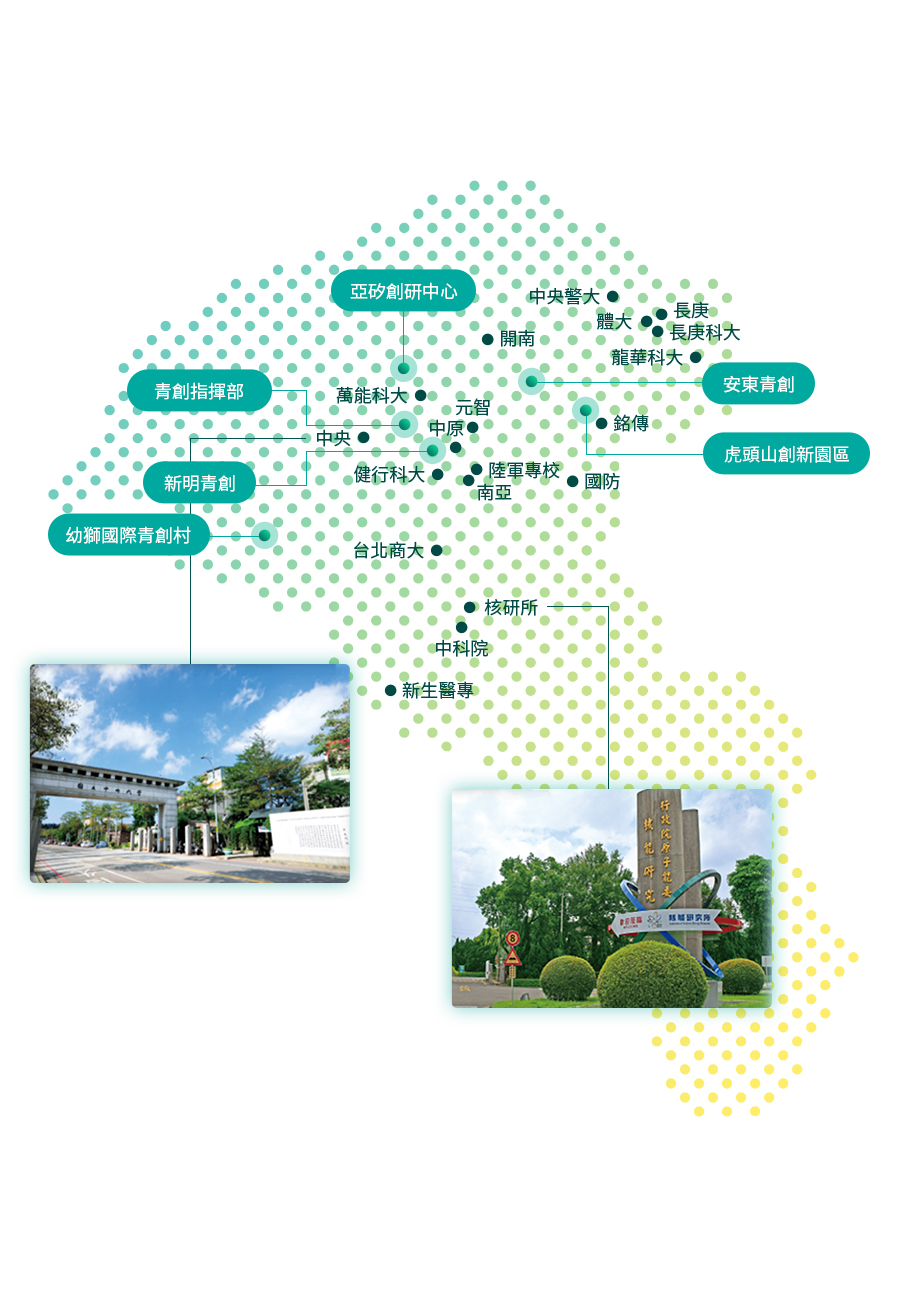 亞矽創研中心
中央警大
長庚
體大
長庚科大
開南
龍華科大
青創指揮部
安東青創
萬能科大
元智
銘傳
中原
中央
虎頭山創新園區
陸軍專校
健行科大
新明青創
國防
南亞
幼獅國際青創村
台北商大
核研所
中科院
新生醫專
行政院原子能委
核能研究
核能研究所
8